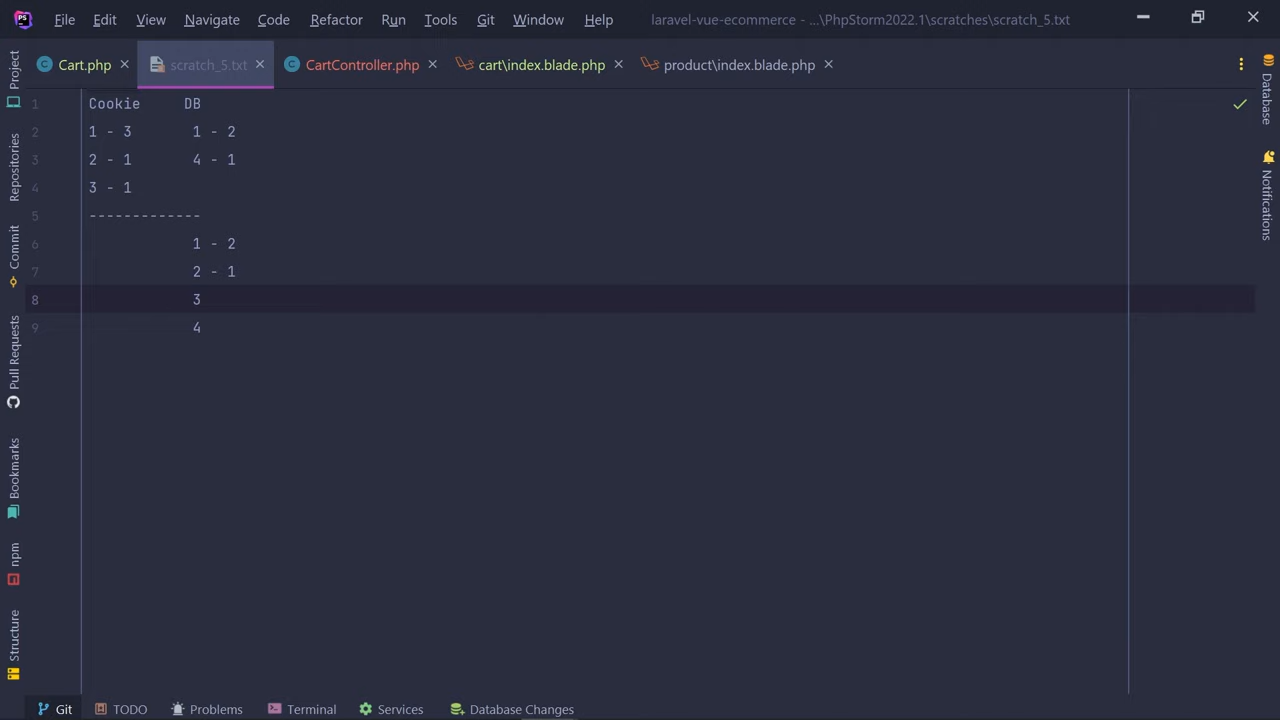 PS File Edit View Navigate Code Refactor Run Tools Git Window Help laravel-vue-ecommerce - ...\PhpStorm2022.1\scratches\scratch_5.txt
Cart.php scratch_5.txt CartController.php cart\index.blade.php product\index.blade.php
Project
Repositories
Commit
Pull Requests
Bookmarks
npm
Structure
1 Cookie DB
2 1 - 3 1 - 2
3 2 - 1 4 - 1
4 3 - 1
5 -------------
6 1 - 2
7 2 - 1
8 3
9 4
Database
Notifications
Git TODO Problems Terminal Services Database Changes